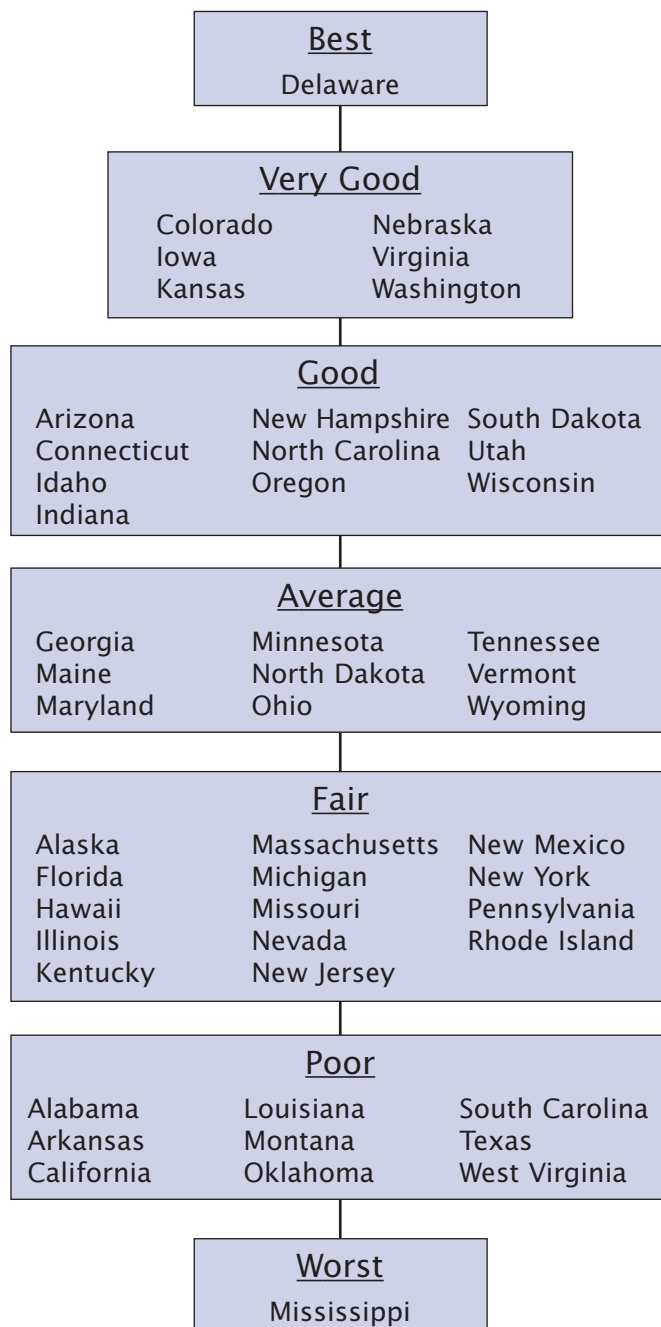 Best
Delaware
Very Good
Colorado Nebraska
Iowa Virginia
Kansas Washington
Good
Arizona New Hampshire South Dakota
Connecticut North Carolina Utah
Idaho Oregon Wisconsin
Indiana
Average
Georgia Minnesota Tennessee
Maine North Dakota Vermont
Maryland Ohio Wyoming
Fair
Alaska Massachusetts New Mexico
Florida Michigan New York
Hawaii Missouri Pennsylvania
Illinois Nevada Rhode Island
Kentucky New Jersey
Poor
Alabama Louisiana South Carolina
Arkansas Montana Texas
California Oklahoma West Virginia
Worst
Mississippi